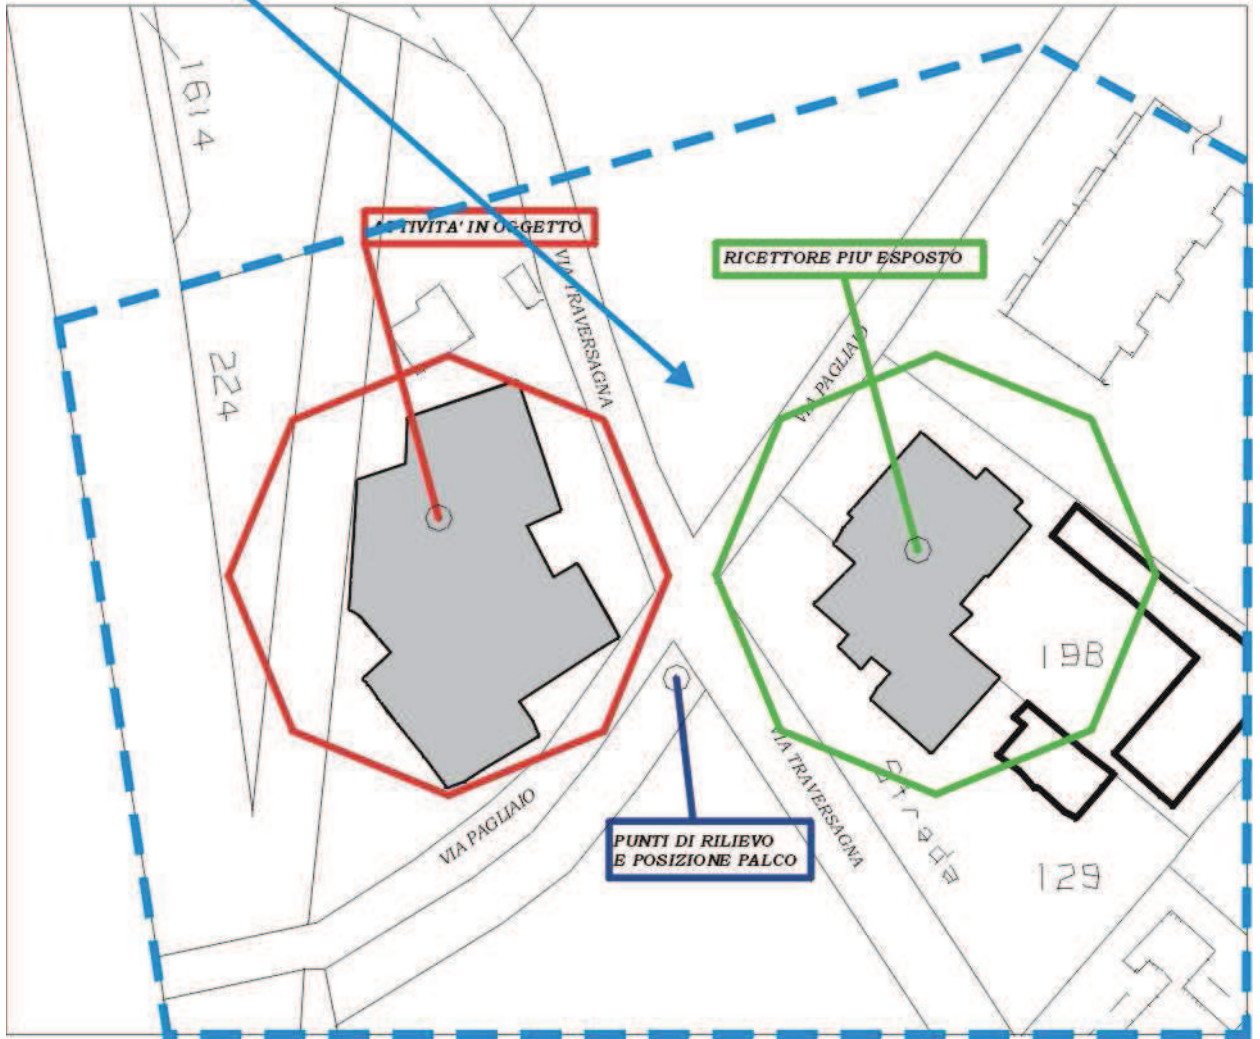 1614
ATTIVITA' IN OGGETTO
RICETTORE PIU' ESPOSTO
VIA TRAVERSAGNA
VIA PAGLIAIO
224
198
VIA PAGLIAIO
PUNTI DI RILIEVO
E POSIZIONE PALCO
VIA TRAVERSAGNA
Strada
129